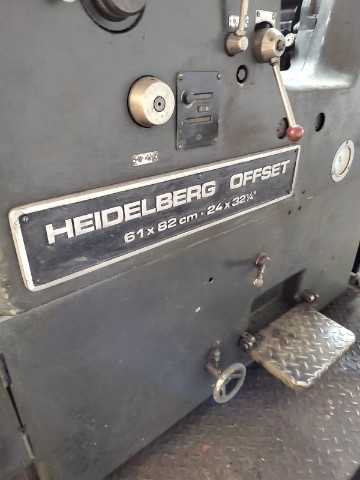 HEIDELBERG OFFSET
61 x 82 cm · 24 x 32¼"